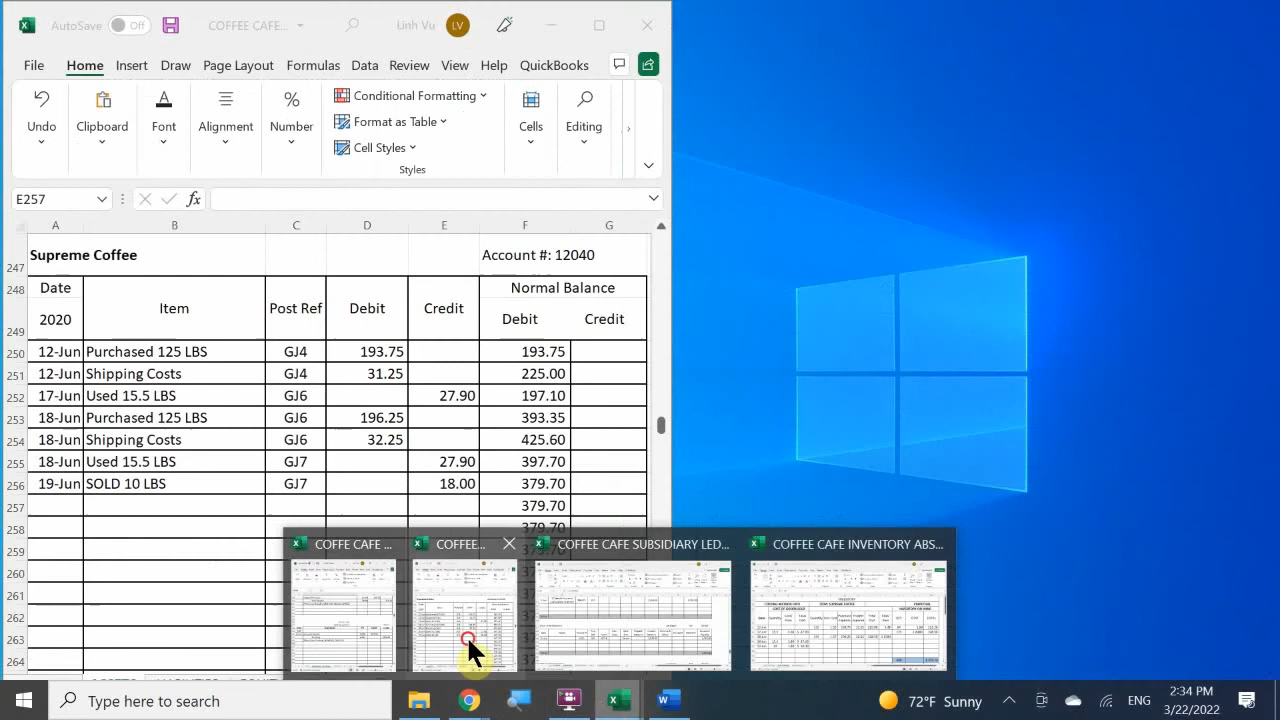 AutoSave Off COFFEE CAFE... Linh Vu LV
File Home Insert Draw Page Layout Formulas Data Review View Help QuickBooks
Undo Clipboard Font Alignment Number Conditional Formatting Format as Table Cell Styles Styles Cells Editing
E257 fx
A B C D E F G
247 Supreme Coffee Account #: 12040
248 Date Item Post Ref Debit Credit Normal Balance
249 2020 Debit Credit
250 12-Jun Purchased 125 LBS GJ4 193.75 193.75
251 12-Jun Shipping Costs GJ4 31.25 225.00
252 17-Jun Used 15.5 LBS GJ6 27.90 197.10
253 18-Jun Purchased 125 LBS GJ6 196.25 393.35
254 18-Jun Shipping Costs GJ6 32.25 425.60
255 18-Jun Used 15.5 LBS GJ7 27.90 397.70
256 19-Jun SOLD 10 LBS GJ7 18.00 379.70
257 379.70
258 379.70
259
260
261
262
263
264
COFFE CAFE ... COFFEE... COFFEE CAFE SUBSIDIARY LED... COFFEE CAFE INVENTORY ABS...
Type here to search 72°F Sunny ENG 2:34 PM
3/22/2022